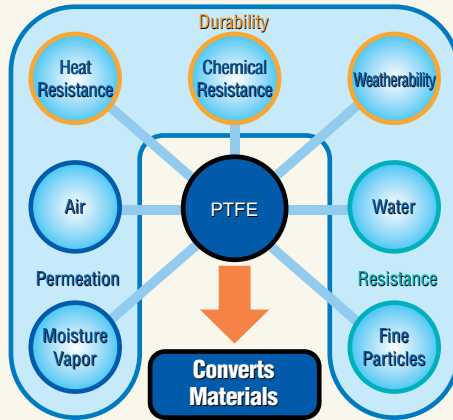 Durability
Heat
Resistance
Chemical
Resistance
Weatherability
Air
PTFE
Water
Permeation
Resistance
Moisture
Vapor
Fine
Particles
Converts
Materials